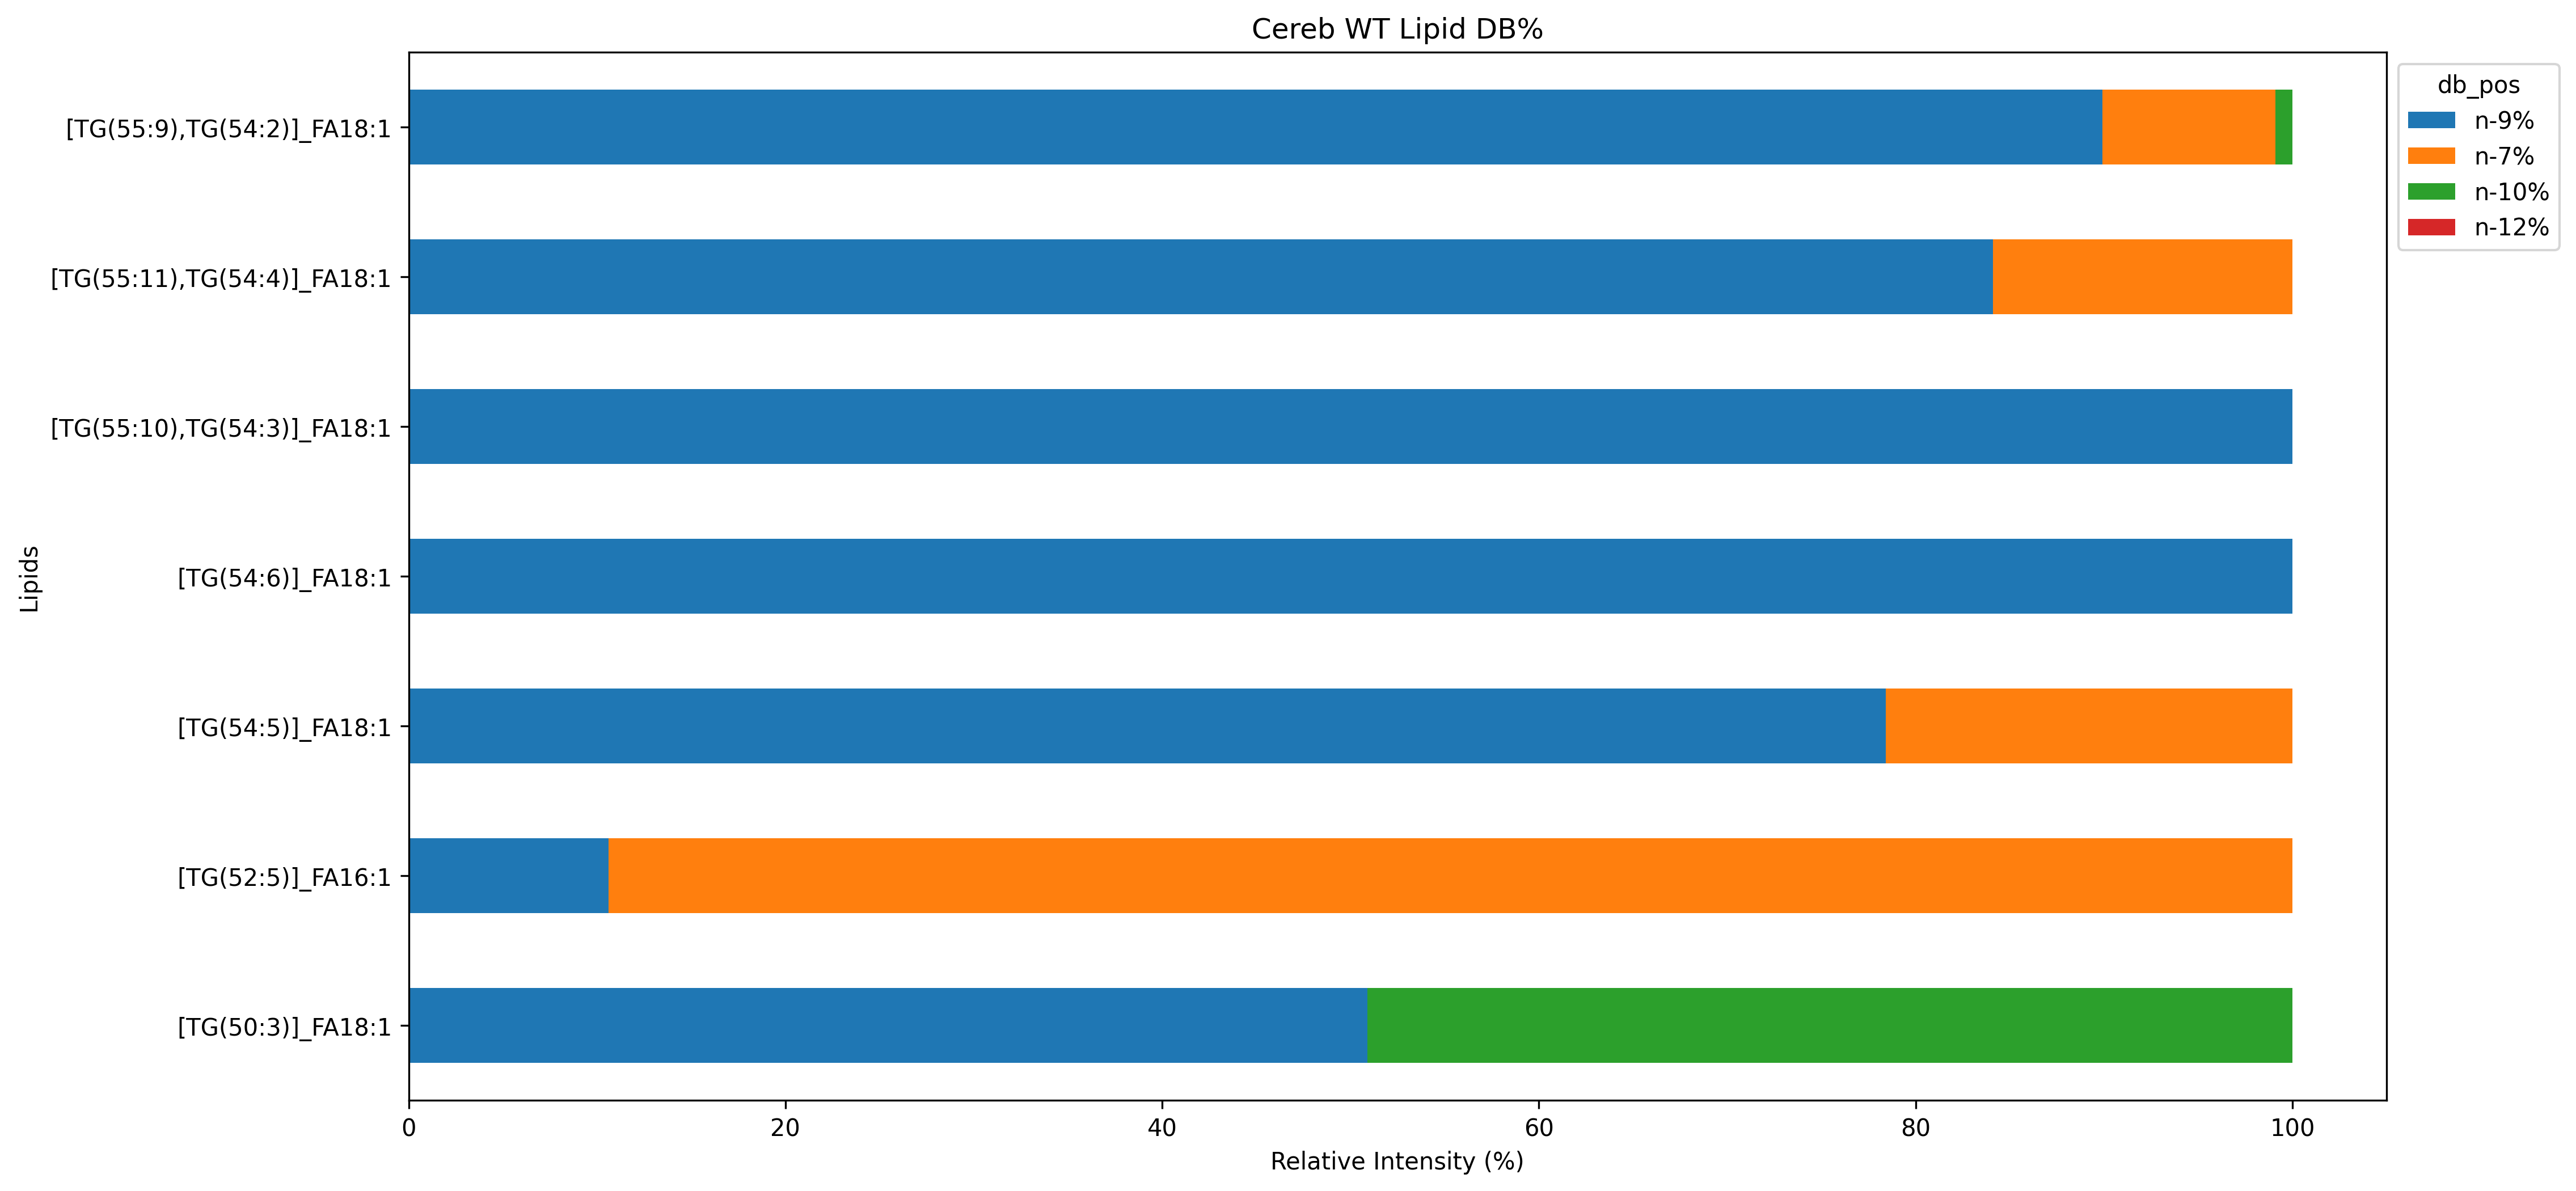 Cereb WT Lipid DB%
db_pos
n-9%
n-7%
n-10%
n-12%
Lipids
[TG(55:9),TG(54:2)]_FA18:1
[TG(55:11),TG(54:4)]_FA18:1
[TG(55:10),TG(54:3)]_FA18:1
[TG(54:6)]_FA18:1
[TG(54:5)]_FA18:1
[TG(52:5)]_FA16:1
[TG(50:3)]_FA18:1
0 20 40 60 80 100
Relative Intensity (%)